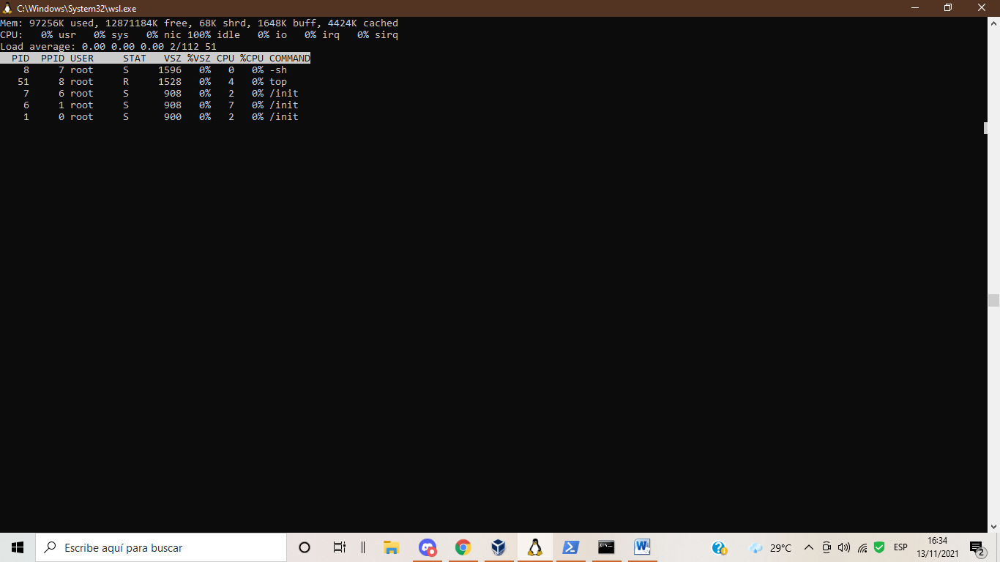 C:\Windows\System32\wsl.exe
Mem: 97256K used, 12871184K free, 68K shrd, 1648K buff, 4424K cached
CPU:   0% usr   0% sys   0% nic 100% idle   0% io   0% irq   0% sirq
Load average: 0.00 0.00 0.00 2/112 51
  PID  PPID USER     STAT   VSZ %VSZ CPU %CPU COMMAND
    8     7 root     S     1596   0%   0   0% -sh
   51     8 root     R     1528   0%   4   0% top
    7     6 root     S      908   0%   2   0% /init
    6     1 root     S      908   0%   7   0% /init
    1     0 root     S      900   0%   2   0% /init
Escribe aquí para buscar
29°C
ESP
16:34
13/11/2021
2